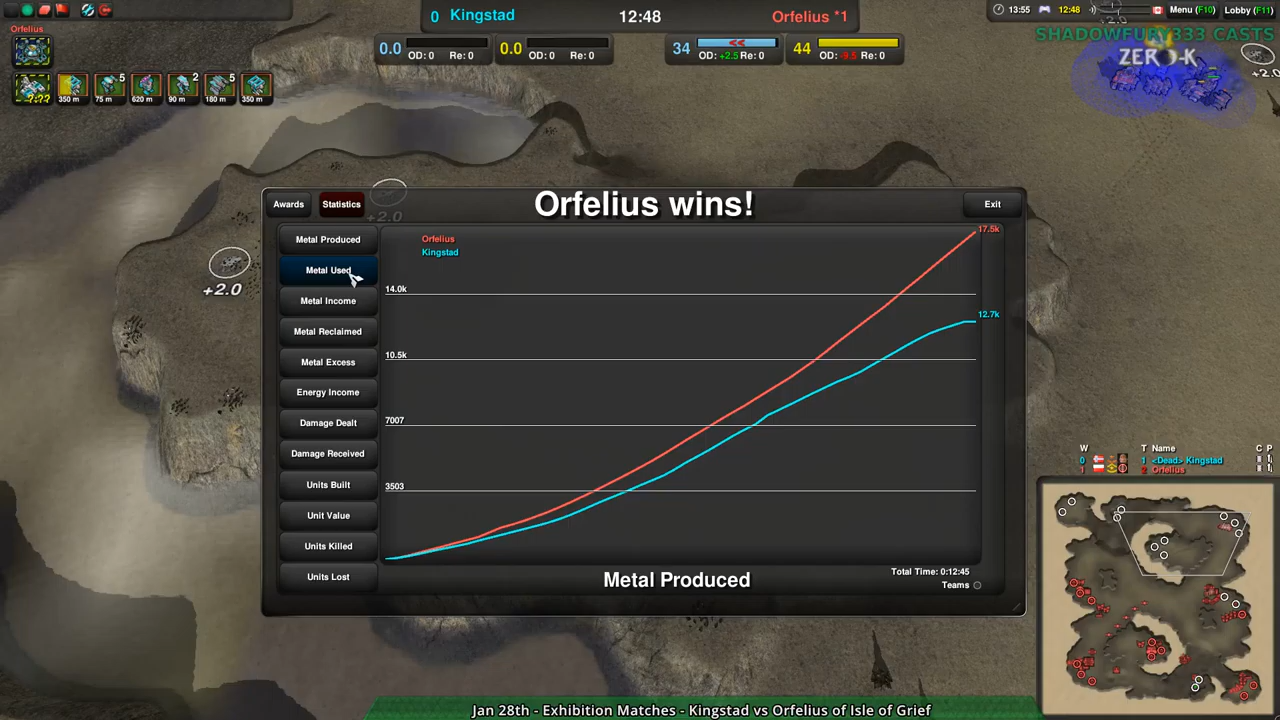 Orfelius
???
350 m
5
75 m
620 m
2
90 m
5
180 m
350 m
0 Kingstad
12:48
Orfelius *1
0.0
OD: 0 Re: 0
0.0
OD: 0 Re: 0
34
<<
OD: +2.5 Re: 0
44
OD: -9.5 Re: 0
13:55
12:48
Menu (F10)
Lobby (F11)
+2.0
SHADOWFURY333 CASTS
ZERO-K
+2.0
Awards
Statistics
Orfelius wins!
Exit
+2.0
+2.0
Metal Produced
Metal Used
Metal Income
Metal Reclaimed
Metal Excess
Energy Income
Damage Dealt
Damage Received
Units Built
Unit Value
Units Killed
Units Lost
Orfelius
Kingstad
17.5k
14.0k
12.7k
10.5k
7007
3503
Metal Produced
Total Time: 0:12:45
Teams
W T Name C P
0 1 <Dead> Kingstad
1 2 Orfelius
Jan 28th - Exhibition Matches - Kingstad vs Orfelius of Isle of Grief